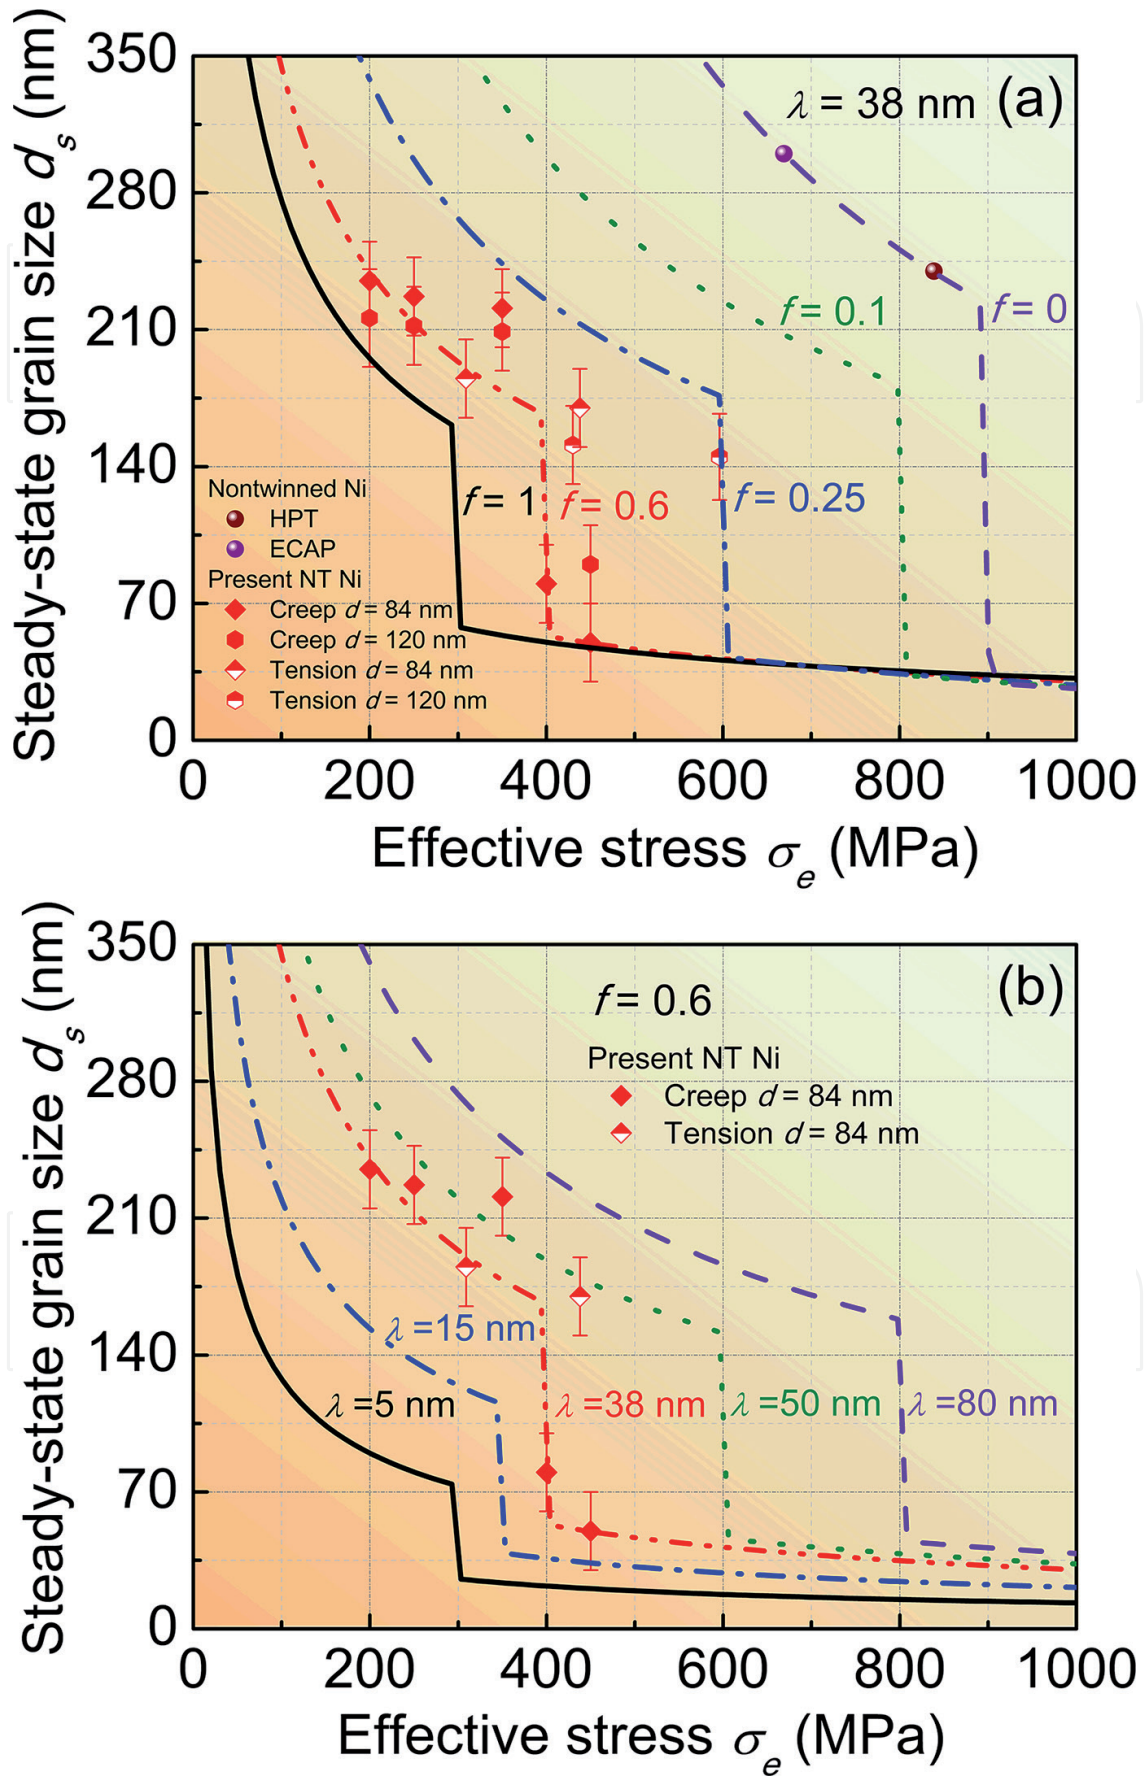 Steady-state grain size d_s (nm)
350
280
210
140
70
0
λ = 38 nm
(a)
f = 0.1
f = 0
f = 1
f = 0.6
f = 0.25
Nontwinned Ni
HPT
ECAP
Present NT Ni
Creep d = 84 nm
Creep d = 120 nm
Tension d = 84 nm
Tension d = 120 nm
0 200 400 600 800 1000
Effective stress σ_e (MPa)
Steady-state grain size d_s (nm)
350
280
210
140
70
0
f = 0.6
(b)
Present NT Ni
Creep d = 84 nm
Tension d = 84 nm
λ =15 nm
λ =5 nm
λ =38 nm
λ =50 nm
λ =80 nm
0 200 400 600 800 1000
Effective stress σ_e (MPa)